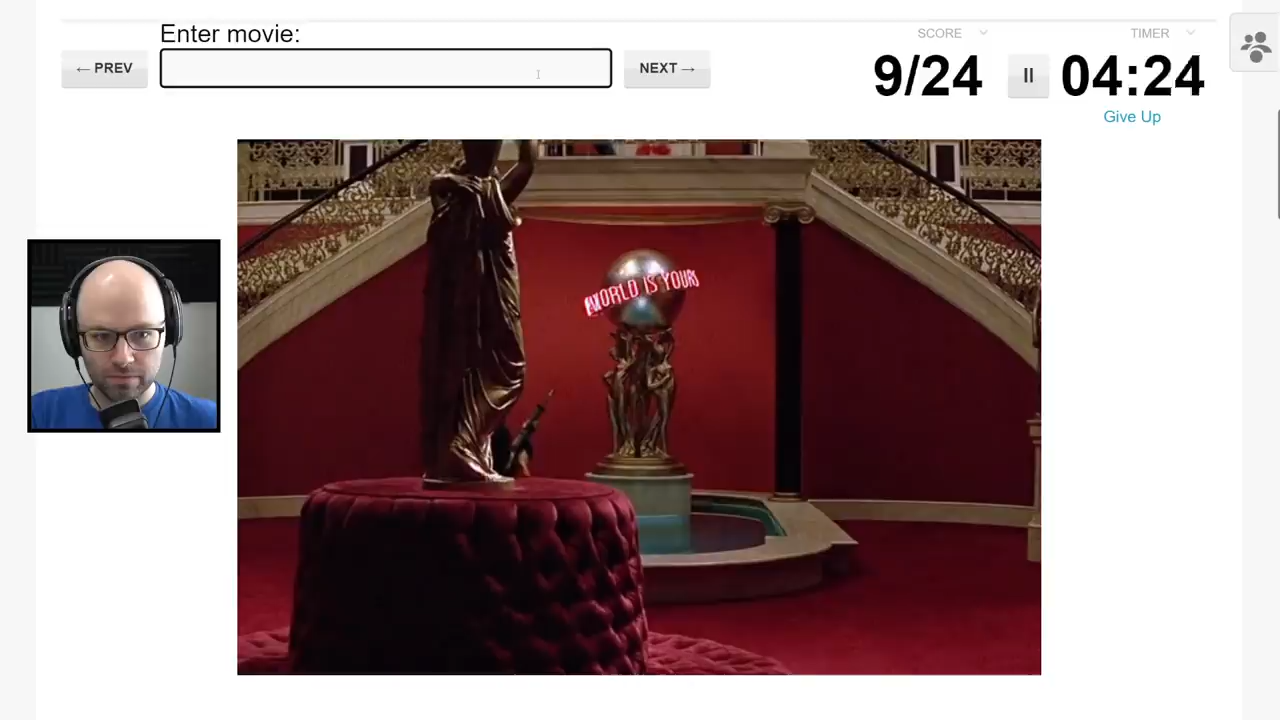 Enter movie:
← PREV
NEXT →
SCORE
9/24
TIMER
04:24
Give Up
WORLD IS YOURS